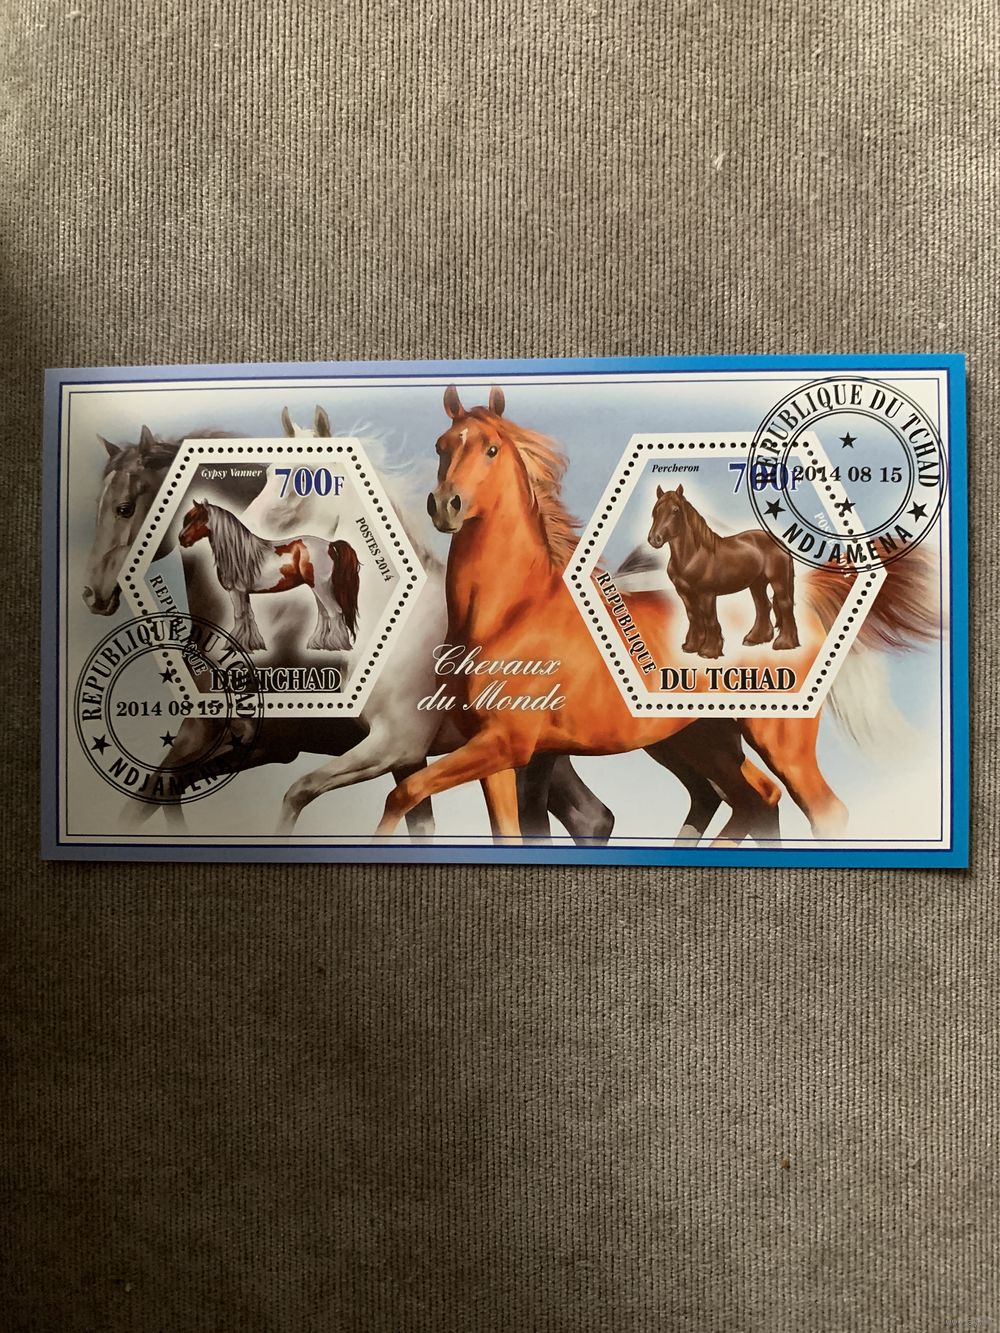 Gypsy Vanner
700F
POSTES 2014
REPUBLIQUE
DU TCHAD
REPUBLIQUE DU TCHAD
2014 08 15
NDJAMENA
Chevaux
du Monde
Percheron
700F
REPUBLIQUE
DU TCHAD
REPUBLIQUE DU TCHAD
2014 08 15
NDJAMENA